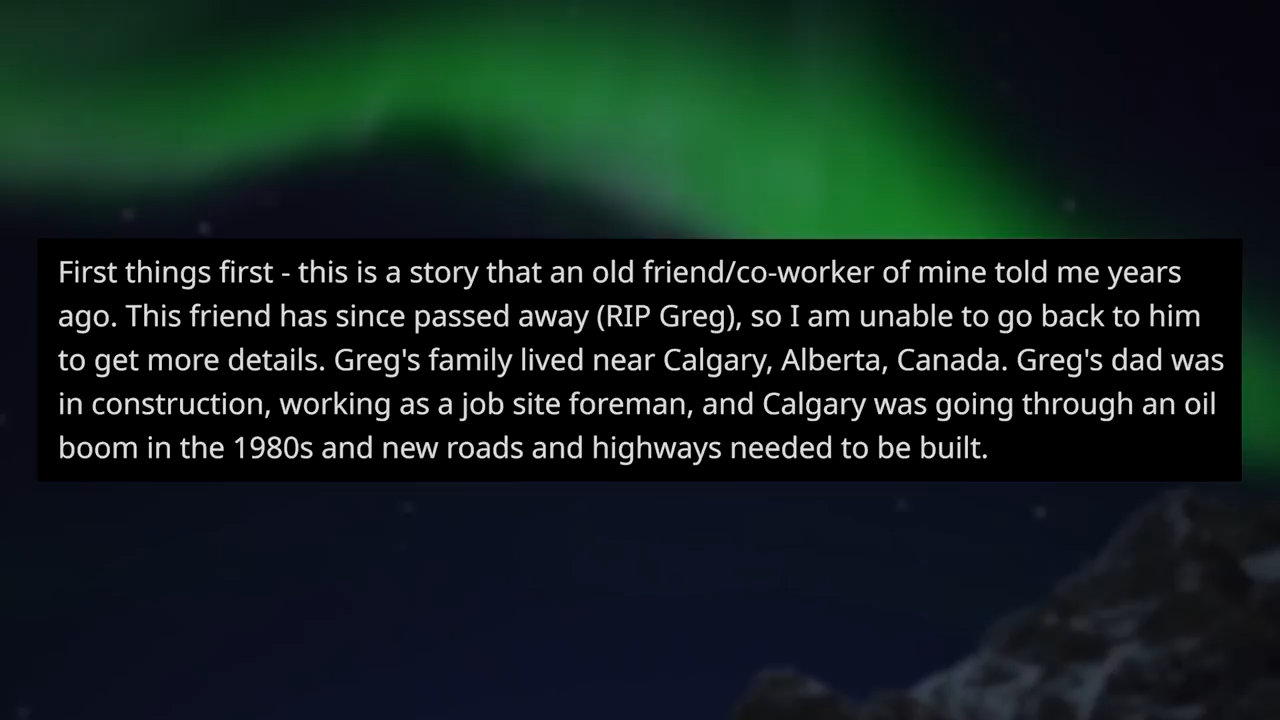 First things first - this is a story that an old friend/co-worker of mine told me years
ago. This friend has since passed away (RIP Greg), so I am unable to go back to him
to get more details. Greg's family lived near Calgary, Alberta, Canada. Greg's dad was
in construction, working as a job site foreman, and Calgary was going through an oil
boom in the 1980s and new roads and highways needed to be built.